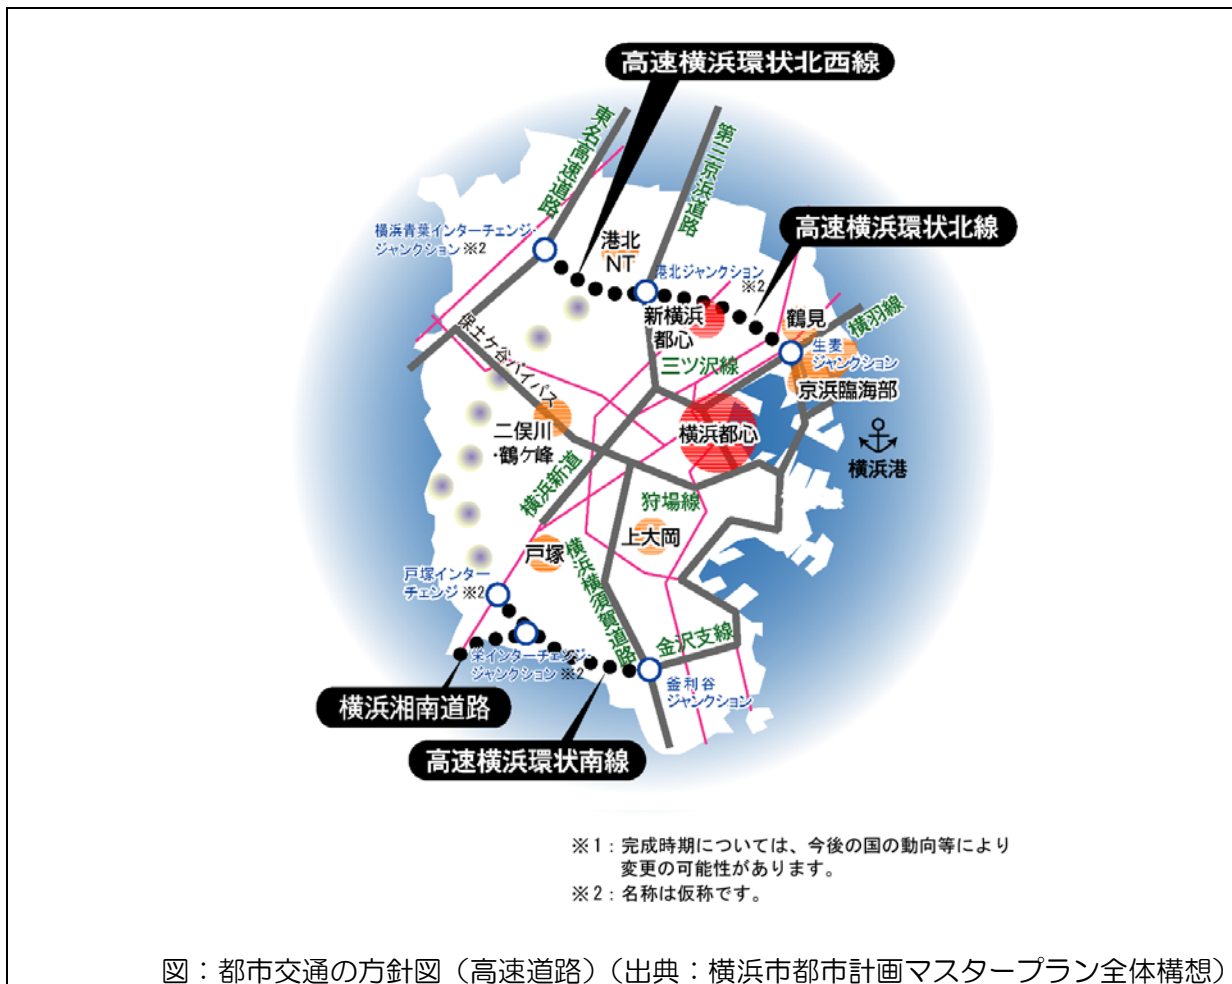 高速横浜環状北西線
東名高速道路
第三京浜道路
高速横浜環状北線
横浜青葉インターチェンジ・
ジャンクション※2
港北
NT
港北ジャンクション
※2
新横浜
都心
鶴見
横羽線
生麦
ジャンクション
保土ケ谷バイパス
三ツ沢線
京浜臨海部
二俣川
・鶴ケ峰
横浜都心
横浜港
横浜新道
狩場線
上大岡
戸塚
戸塚インター
チェンジ※2
横浜横須賀道路
金沢支線
栄インターチェンジ・
ジャンクション※2
釜利谷
ジャンクション
横浜湘南道路
高速横浜環状南線
※1：完成時期については、今後の国の動向等により
変更の可能性があります。
※2：名称は仮称です。
図：都市交通の方針図（高速道路）（出典：横浜市都市計画マスタープラン全体構想）